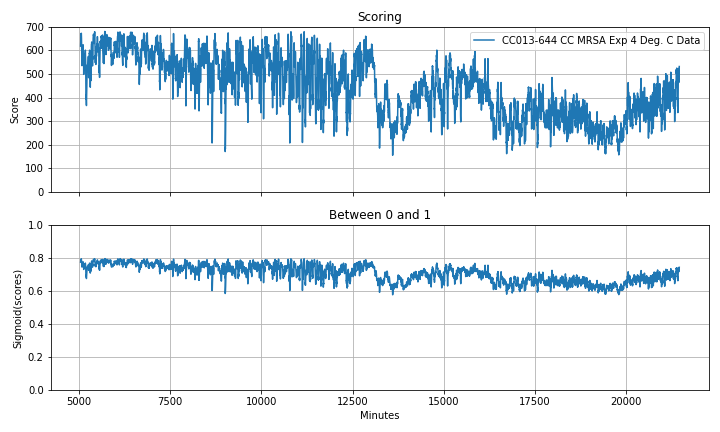 Scoring
CC013-644 CC MRSA Exp 4 Deg. C Data
700
600
500
400
300
200
100
0
Score
Between 0 and 1
1.0
0.8
0.6
0.4
0.2
0.0
Sigmoid(scores)
5000 7500 10000 12500 15000 17500 20000
Minutes